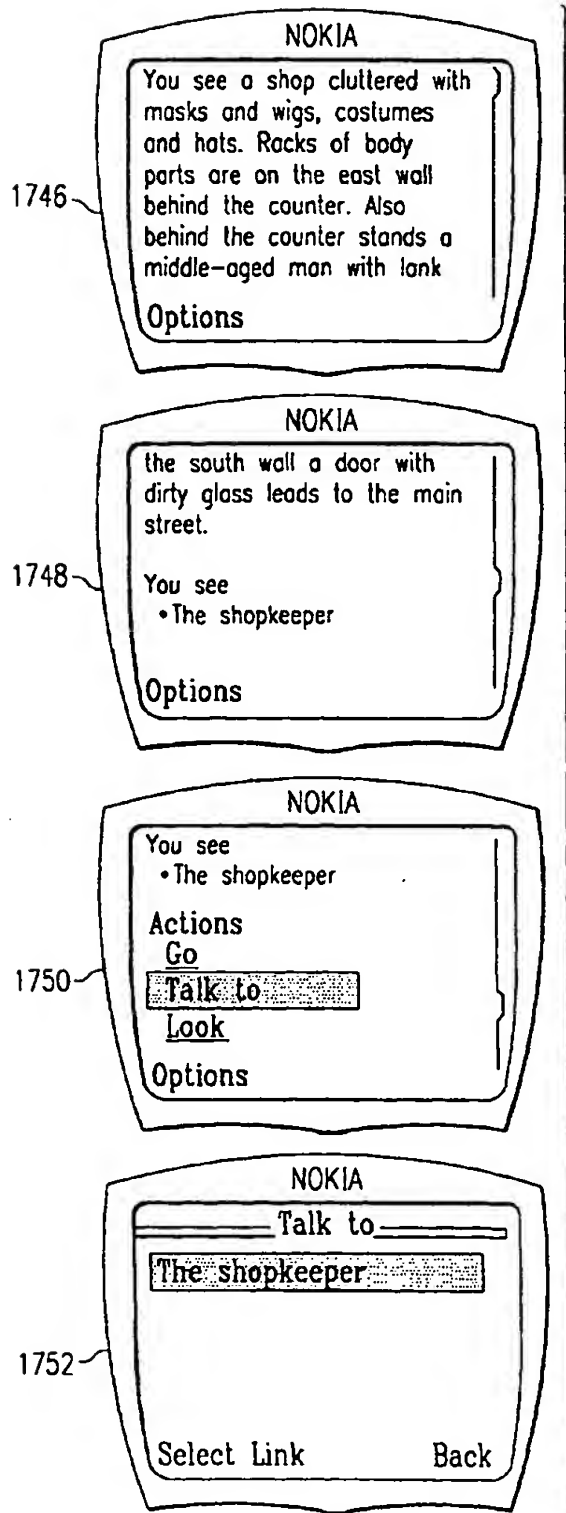 NOKIA
You see a shop cluttered with
masks and wigs, costumes
and hats. Racks of body
parts are on the east wall
behind the counter. Also
behind the counter stands a
middle-aged man with lank
Options
1746
NOKIA
the south wall a door with
dirty glass leads to the main
street.
You see
•The shopkeeper
Options
1748
NOKIA
You see
•The shopkeeper
Actions
Go
Talk to
Look
Options
1750
NOKIA
Talk to
The shopkeeper
Select Link Back
1752